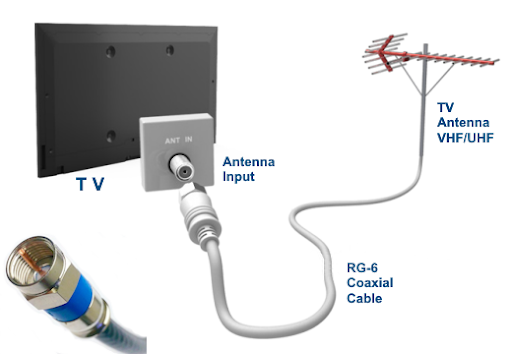 ANT IN
T V
Antenna
Input
TV
Antenna
VHF/UHF
RG-6
Coaxial
Cable